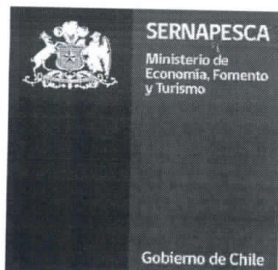 SERNAPESCA
Ministerio de
Economía, Fomento
y Turismo
Gobierno de Chile